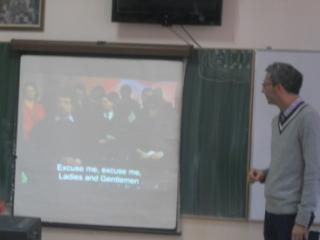 Excuse me, excuse me,
Ladies and Gentlemen